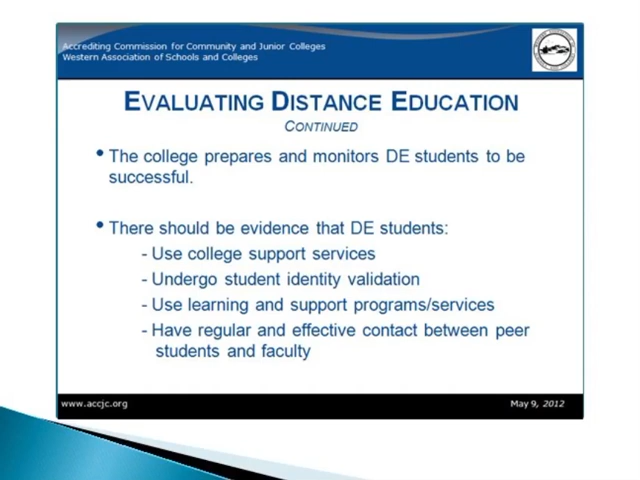 Accrediting Commission for Community and Junior Colleges
Western Association of Schools and Colleges
EVALUATING DISTANCE EDUCATION
CONTINUED
• The college prepares and monitors DE students to be
successful.
• There should be evidence that DE students:
- Use college support services
- Undergo student identity validation
- Use learning and support programs/services
- Have regular and effective contact between peer
students and faculty
www.accjc.org
May 9, 2012